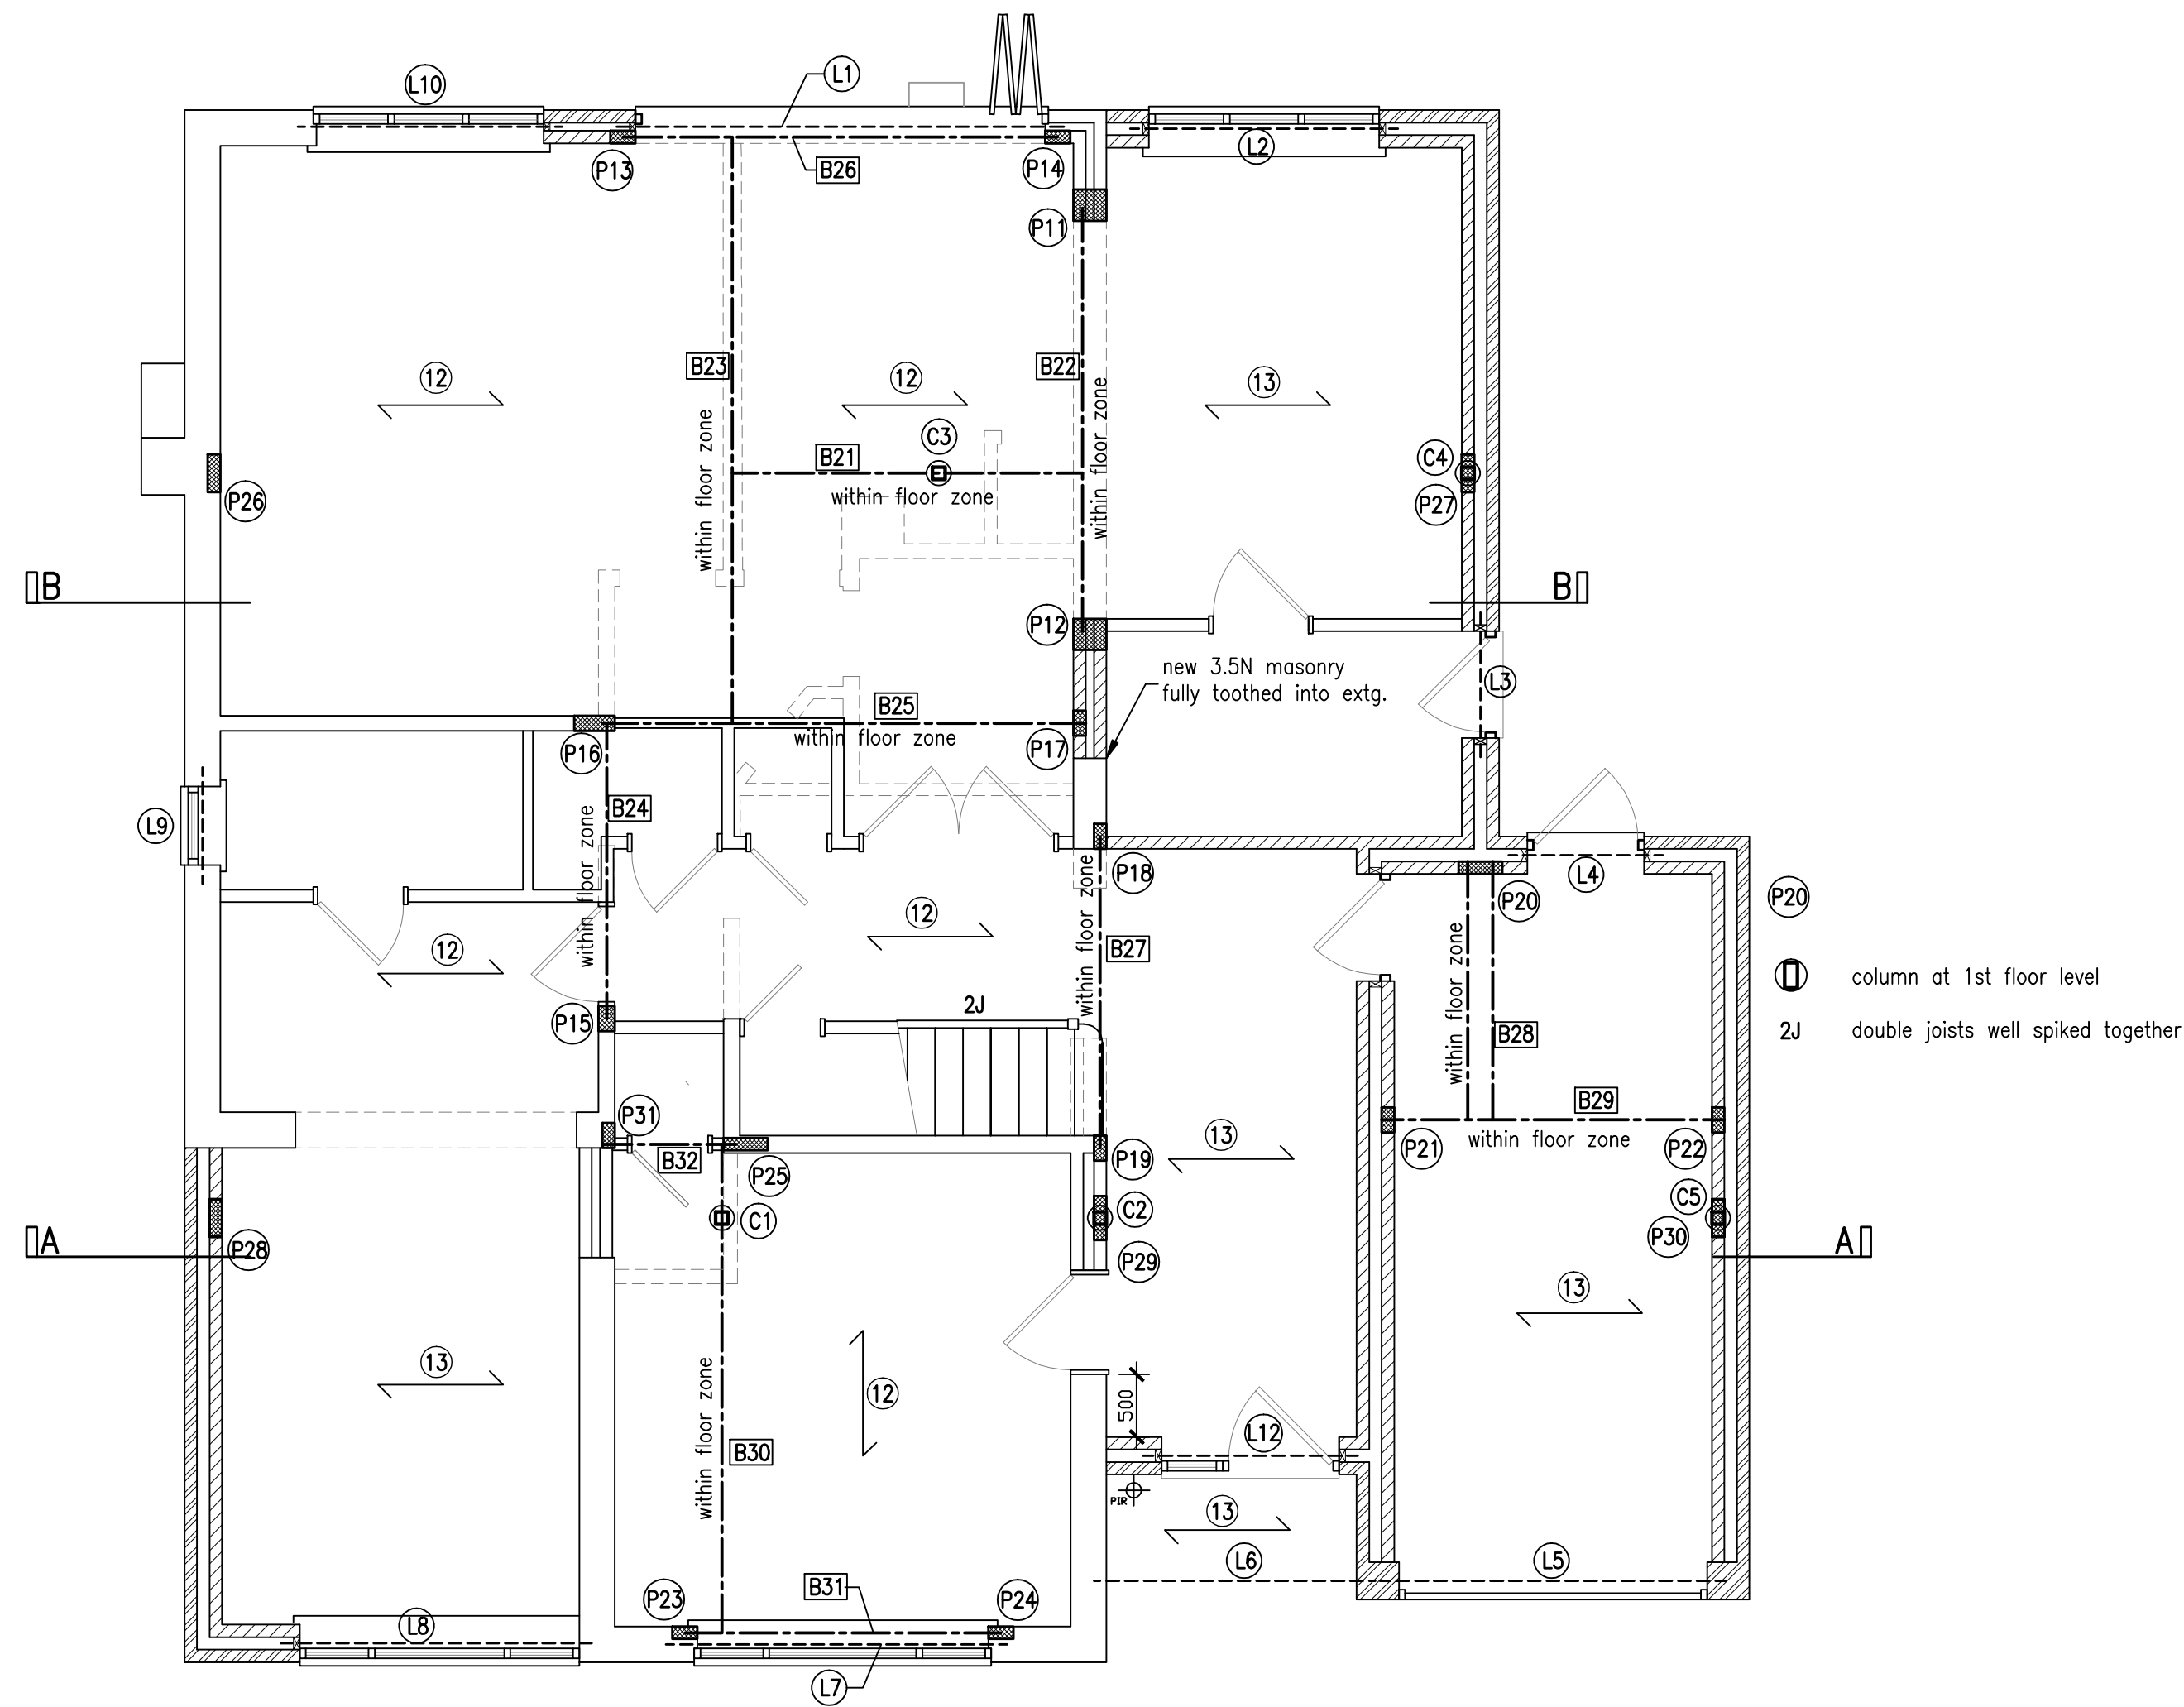 L10
L1
P13
B26
P14
L2
P11
12
B23
12
B22
13
within floor zone
within floor zone
C3
B21
within floor zone
C4
P27
P26
B
B
P12
new 3.5N masonry
fully toothed into extg.
L3
B25
within floor zone
P16
P17
L9
B24
within floor zone
P18
L4
P20
P20
12
12
within floor zone
B27
within floor zone
B28
column at 1st floor level
2J
double joists well spiked together
P15
2J
B29
within floor zone
P31
B32
P25
P19
13
P21
P22
C1
C2
C5
P28
P29
P30
A
A
13
13
12
500
L12
within floor zone
B30
PIR
13
L6
L5
P23
B31
P24
L8
L7